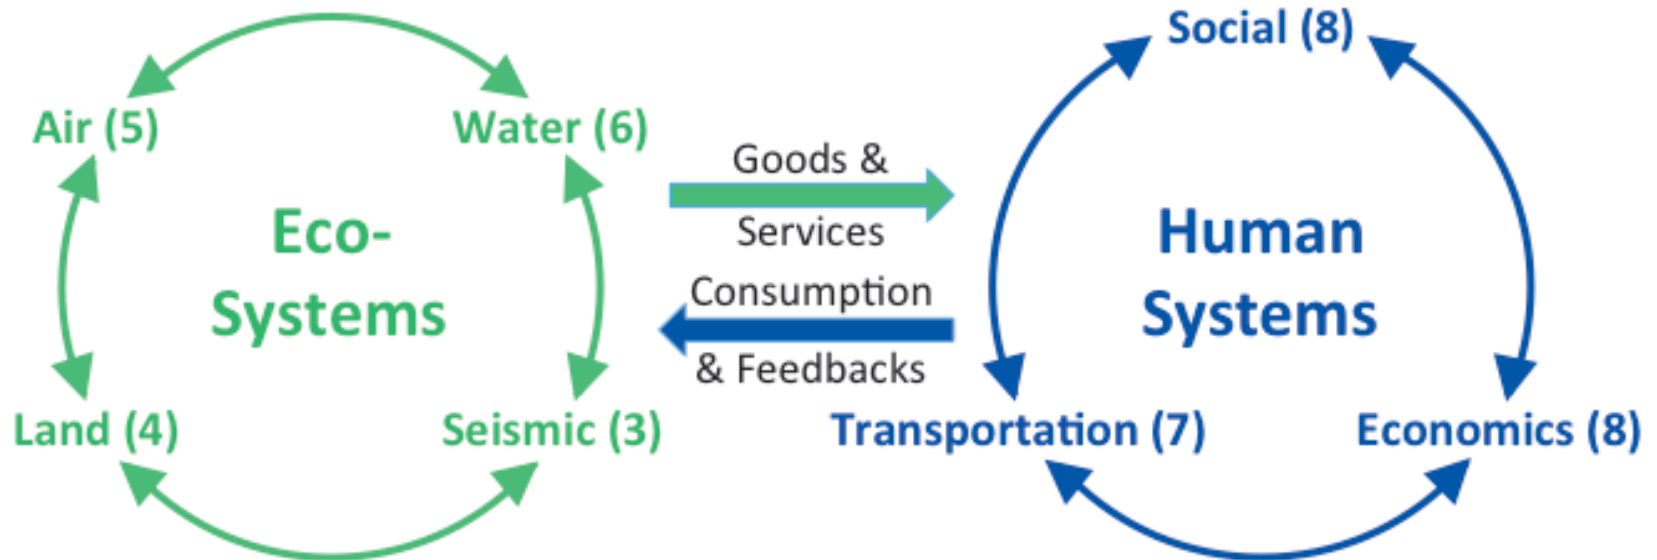 Social (8)
Air (5)
Water (6)
Goods &
Services
Eco-
Systems
Human
Systems
Consumption
& Feedbacks
Land (4)
Seismic (3)
Transportation (7)
Economics (8)